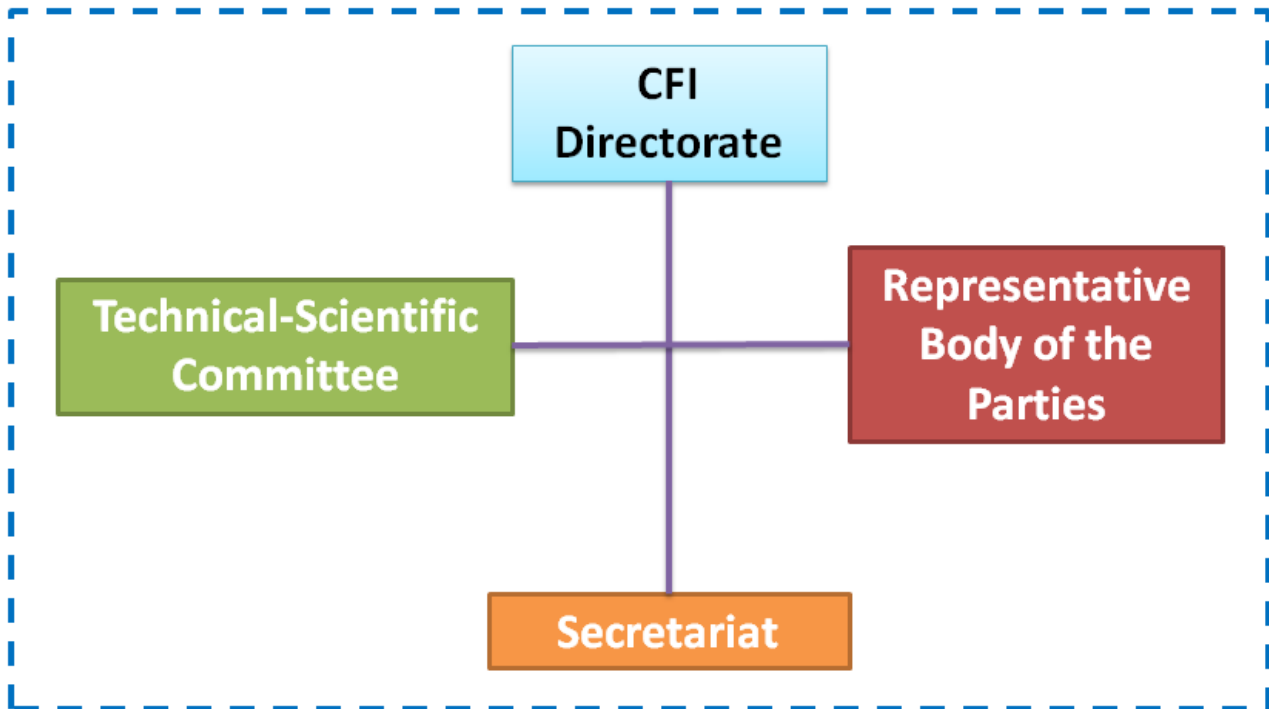 CFI
Directorate
Technical-Scientific
Committee
Representative
Body of the
Parties
Secretariat